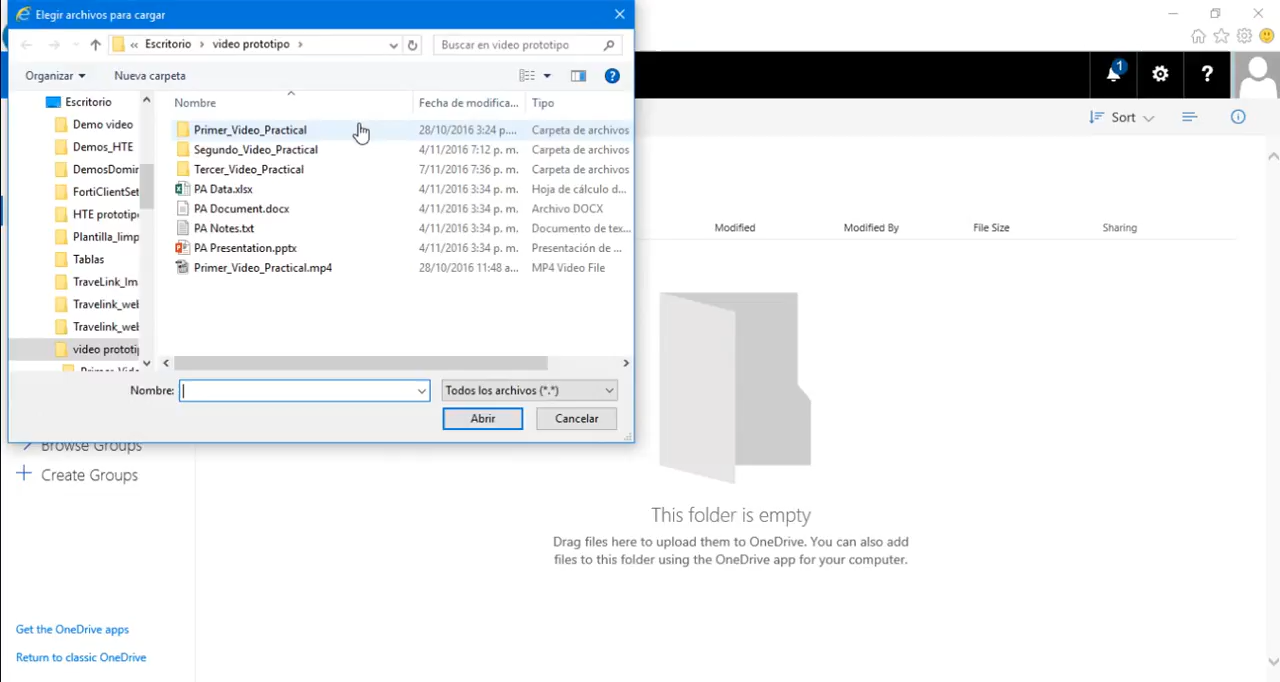 Elegir archivos para cargar
« Escritorio › video prototipo ›
Buscar en video prototipo
Organizar
Nueva carpeta
Escritorio
Demo video
Demos_HTE
DemosDomin
FortiClientSet
HTE prototipo
Plantilla_limp
Tablas
TraveLink_Im
Travelink_web
Travelink_web
video prototip
Nombre Fecha de modifica... Tipo
Primer_Video_Practical 28/10/2016 3:24 p.... Carpeta de archivos
Segundo_Video_Practical 4/11/2016 7:12 p. m. Carpeta de archivos
Tercer_Video_Practical 7/11/2016 7:36 p. m. Carpeta de archivos
PA Data.xlsx 4/11/2016 3:34 p. m. Hoja de cálculo d...
PA Document.docx 4/11/2016 3:34 p. m. Archivo DOCX
PA Notes.txt 4/11/2016 3:34 p. m. Documento de tex...
PA Presentation.pptx 4/11/2016 3:34 p. m. Presentación de ...
Primer_Video_Practical.mp4 28/10/2016 11:48 a... MP4 Video File
Nombre:
Todos los archivos (*.*)
Abrir
Cancelar
1
?
Sort
Modified Modified By File Size Sharing
Browse Groups
Create Groups
This folder is empty
Drag files here to upload them to OneDrive. You can also add
files to this folder using the OneDrive app for your computer.
Get the OneDrive apps
Return to classic OneDrive